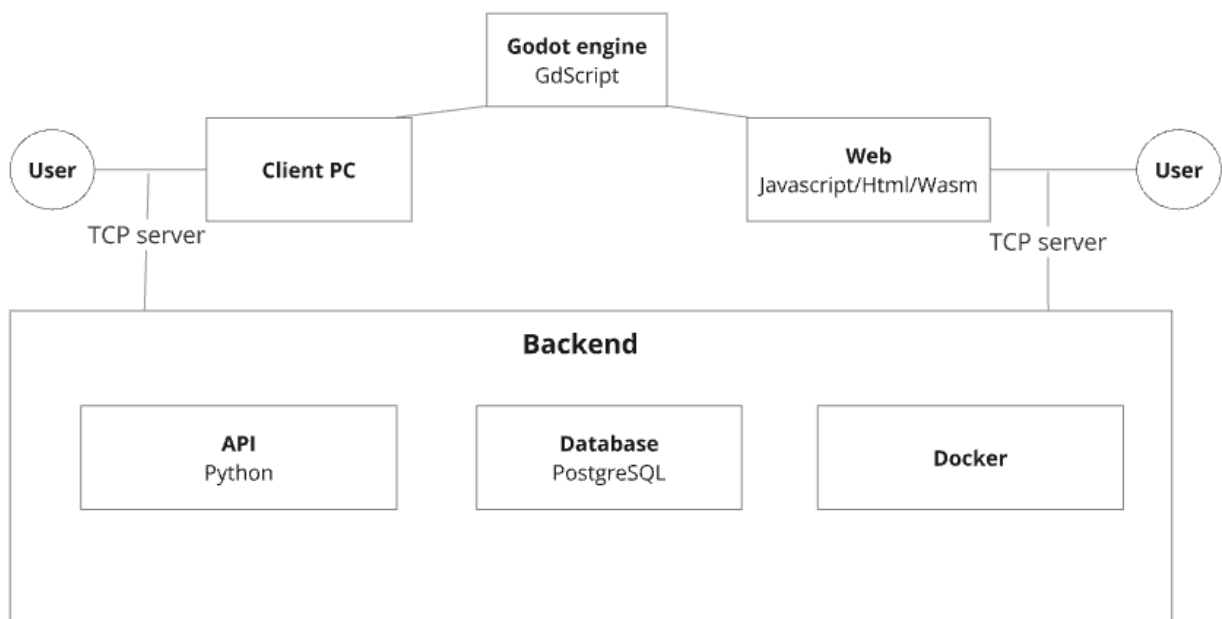 Godot engine
GdScript
User
Client PC
Web
Javascript/Html/Wasm
User
TCP server
TCP server
Backend
API
Python
Database
PostgreSQL
Docker